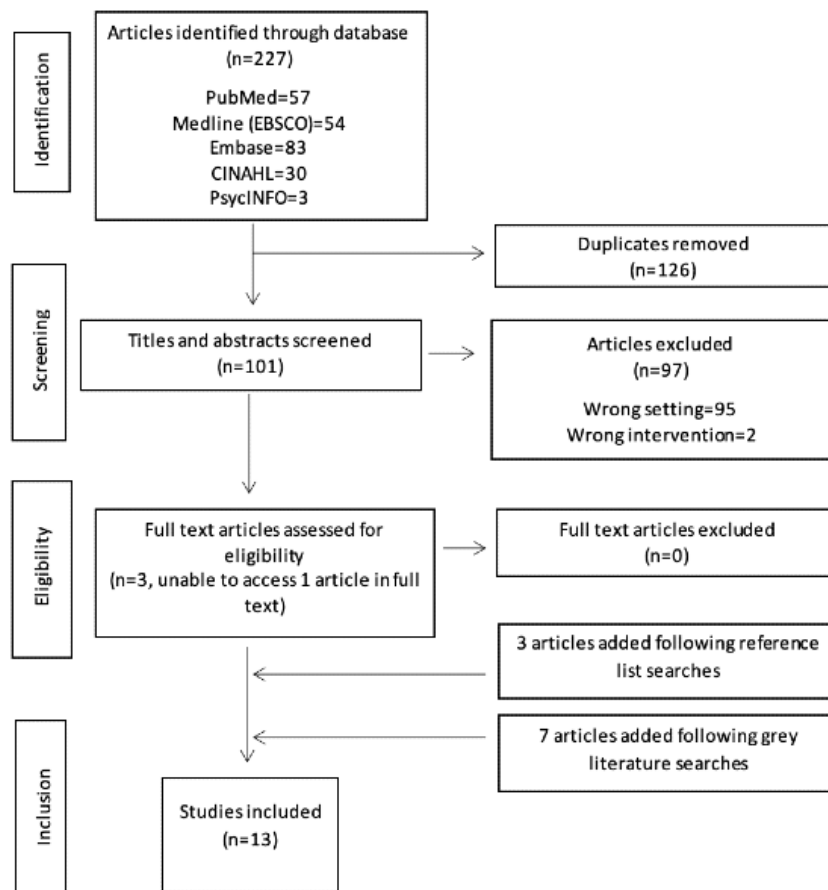 Identification
Articles identified through database
(n=227)
PubMed=57
Medline (EBSCO)=54
Embase=83
CINAHL=30
PsycINFO=3
Duplicates removed
(n=126)
Screening
Titles and abstracts screened
(n=101)
Articles excluded
(n=97)
Wrong setting=95
Wrong intervention=2
Eligibility
Full text articles assessed for
eligibility
(n=3, unable to access 1 article in full
text)
Full text articles excluded
(n=0)
3 articles added following reference
list searches
7 articles added following grey
literature searches
Inclusion
Studies included
(n=13)